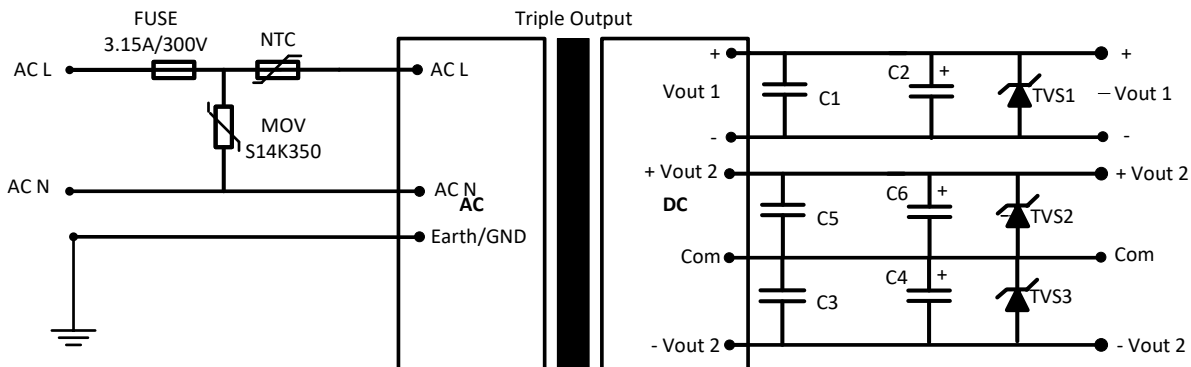 Triple Output
FUSE
3.15A/300V
NTC
AC L
AC L
MOV
S14K350
AC N
AC N
AC
Earth/GND
DC
+
Vout 1
-
+ Vout 2
Com
- Vout 2
C1
C2
+
TVS1
+
Vout 1
-
C5
C6
+
TVS2
+ Vout 2
Com
C3
C4
+
TVS3
- Vout 2